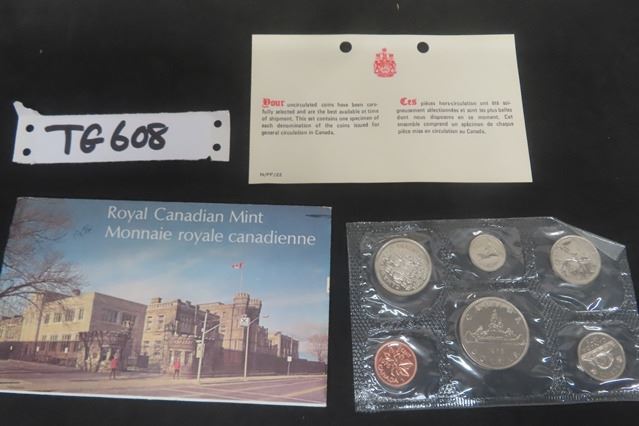 TG608
Your uncirculated coins have been care-
fully selected and are the best available at time
of shipment. This set contains one specimen of
each denomination of the coins issued for
general circulation in Canada.
Ces pièces hors-circulation ont été soi-
gneusement sélectionnées et sont les plus belles
dont nous disposons en ce moment. Cet
ensemble comprend un spécimen de chaque
pièce mise en circulation au Canada.
Royal Canadian Mint
Monnaie royale canadienne